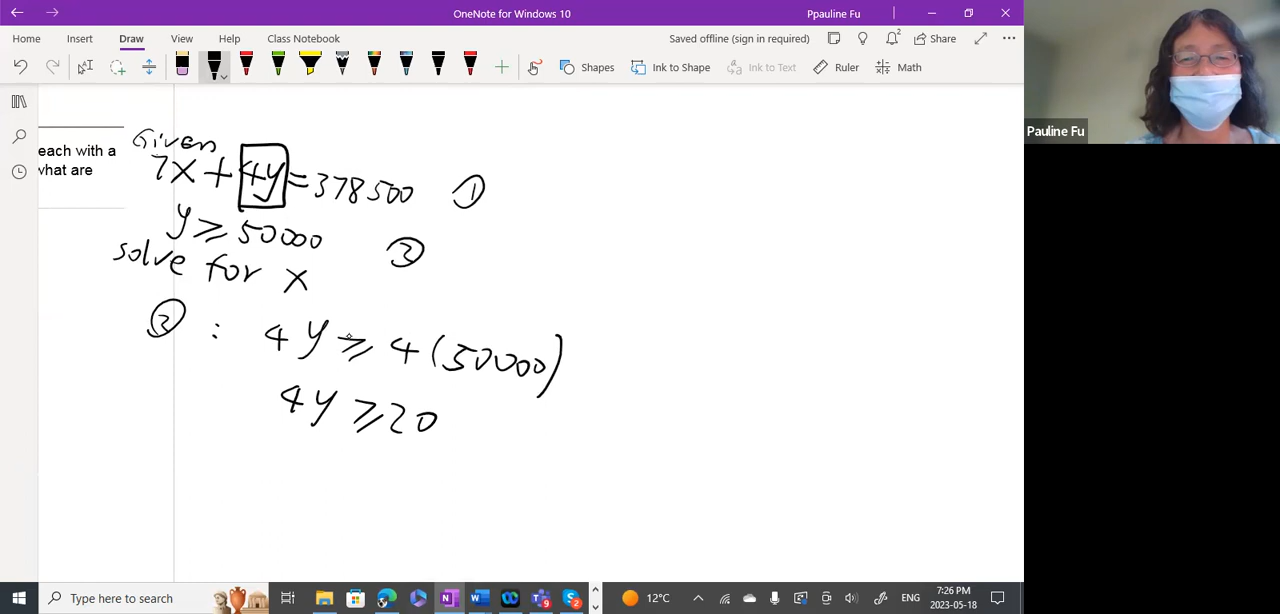 OneNote for Windows 10
Ppauline Fu
Home Insert Draw View Help Class Notebook
Saved offline (sign in required)
Share
Shapes
Ink to Shape
Ink to Text
Ruler
Math
each with a
what are
Given
7x + 4y = 378500 ①
y ≥ 50000 ②
solve for x
② : 4y ≥ 4(50000)
4y ≥ 20
Pauline Fu
Type here to search
9
2
12°C
ENG
7:26 PM
2023-05-18